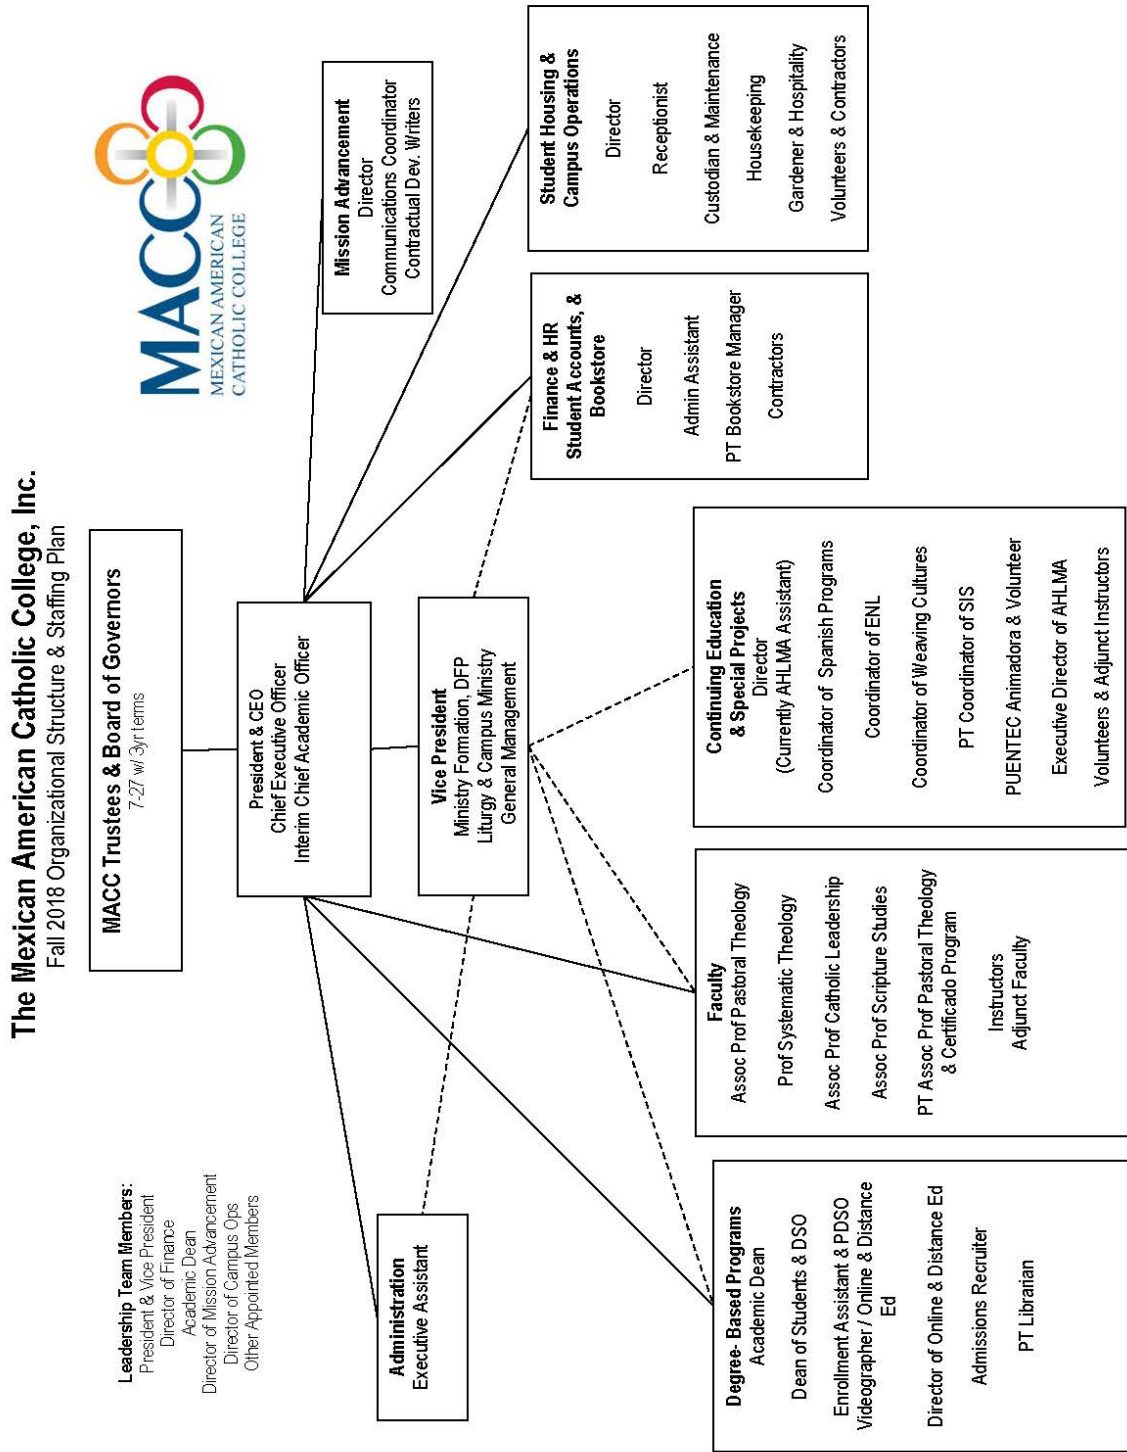 The Mexican American Catholic College, Inc.
Fall 2018 Organizational Structure & Staffing Plan
MACC
MEXICAN AMERICAN
CATHOLIC COLLEGE
Leadership Team Members:
President & Vice President
Director of Finance
Academic Dean
Director of Mission Advancement
Director of Campus Ops
Other Appointed Members
MACC Trustees & Board of Governors
7-27 w/ 3yr terms
President & CEO
Chief Executive Officer
Interim Chief Academic Officer
Mission Advancement
Director
Communications Coordinator
Contractual Dev. Writers
Administration
Executive Assistant
Vice President
Ministry Formation, DFP
Liturgy & Campus Ministry
General Management
Finance & HR
Student Accounts, &
Bookstore
Director
Admin Assistant
PT Bookstore Manager
Contractors
Student Housing &
Campus Operations
Director
Receptionist
Custodian & Maintenance
Housekeeping
Gardener & Hospitality
Volunteers & Contractors
Degree- Based Programs
Academic Dean
Dean of Students & DSO
Enrollment Assistant & PDSO
Videographer / Online & Distance
Ed
Director of Online & Distance Ed
Admissions Recruiter
PT Librarian
Faculty
Assoc Prof Pastoral Theology
Prof Systematic Theology
Assoc Prof Catholic Leadership
Assoc Prof Scripture Studies
PT Assoc Prof Pastoral Theology
& Certificado Program
Instructors
Adjunct Faculty
Continuing Education
& Special Projects
Director
(Currently AHLMA Assistant)
Coordinator of Spanish Programs
Coordinator of ENL
Coordinator of Weaving Cultures
PT Coordinator of SIS
PUENTEC Animadora & Volunteer
Executive Director of AHLMA
Volunteers & Adjunct Instructors